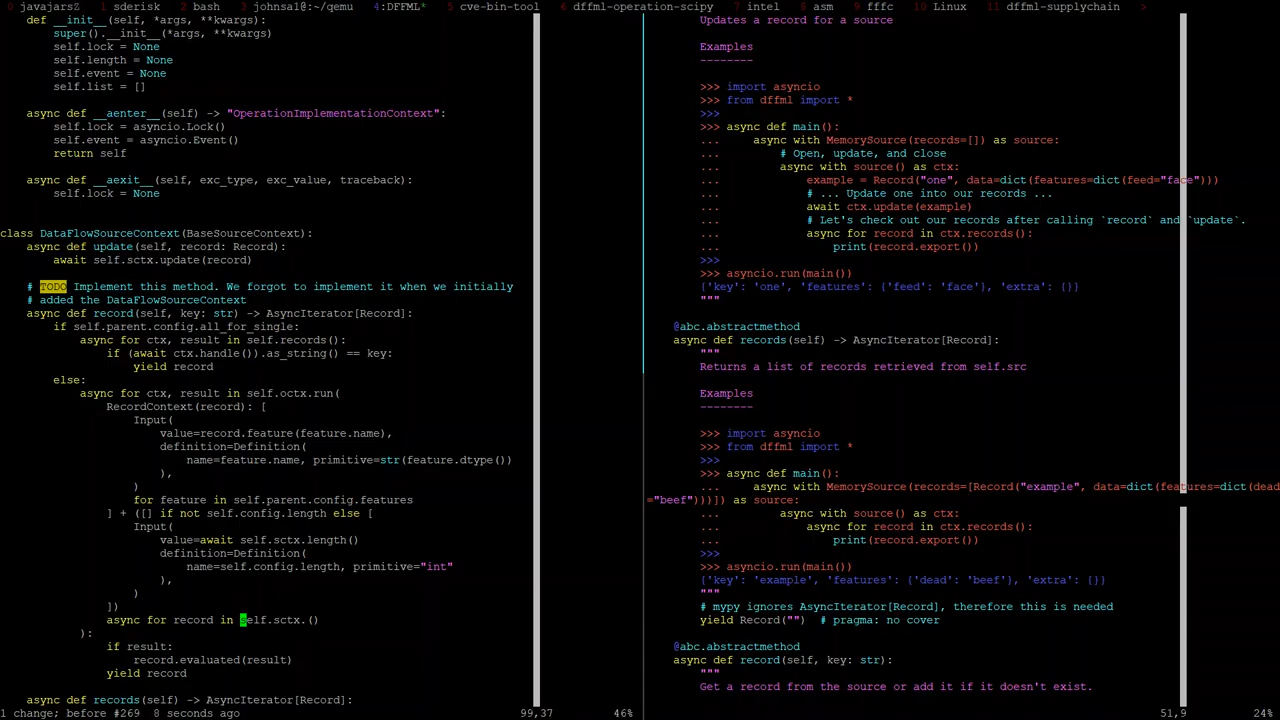 0 javajarsZ  1 sderisk  2 bash  3 johnsal@:~/qemu  4:DFFML*  5 cve-bin-tool  6 dffml-operation-scipy  7 intel  8 asm  9 fffc  10 Linux  11 dffml-supplychain  >
def __init__(self, *args, **kwargs)
super().__init__(*args, **kwargs)
self.lock = None
self.length = None
self.event = None
self.list = []
async def __aenter__(self) -> "OperationImplementationContext":
self.lock = asyncio.Lock()
self.event = asyncio.Event()
return self
async def __aexit__(self, exc_type, exc_value, traceback):
self.lock = None
class DataFlowSourceContext(BaseSourceContext):
async def update(self, record: Record):
await self.sctx.update(record)
# TODO Implement this method. We forgot to implement it when we initially
# added the DataFlowSourceContext
async def record(self, key: str) -> AsyncIterator[Record]:
if self.parent.config.all_for_single:
async for ctx, result in self.records():
if (await ctx.handle()).as_string() == key:
yield record
else:
async for ctx, result in self.octx.run(
RecordContext(record): [
Input(
value=record.feature(feature.name),
definition=Definition(
name=feature.name, primitive=str(feature.dtype())
),
)
for feature in self.parent.config.features
] + ([] if not self.config.length else [
Input(
value=await self.sctx.length()
definition=Definition(
name=self.config.length, primitive="int"
),
)
])
async for record in self.sctx.()
):
if result:
record.evaluated(result)
yield record
async def records(self) -> AsyncIterator[Record]:
1 change; before #269  8 seconds ago
99,37
46%
Updates a record for a source
Examples
--------
>>> import asyncio
>>> from dffml import *
>>>
>>> async def main():
...     async with MemorySource(records=[]) as source:
...         # Open, update, and close
...         async with source() as ctx:
...             example = Record("one", data=dict(features=dict(feed="face")))
...             # ... Update one into our records ...
...             await ctx.update(example)
...             # Let's check out our records after calling `record` and `update`.
...             async for record in ctx.records():
...                 print(record.export())
>>>
>>> asyncio.run(main())
{'key': 'one', 'features': {'feed': 'face'}, 'extra': {}}
"""
@abc.abstractmethod
async def records(self) -> AsyncIterator[Record]:
"""
Returns a list of records retrieved from self.src
Examples
--------
>>> import asyncio
>>> from dffml import *
>>>
>>> async def main():
...     async with MemorySource(records=[Record("example", data=dict(features=dict(dead
="beef")))]) as source:
...         async with source() as ctx:
...             async for record in ctx.records():
...                 print(record.export())
>>>
>>> asyncio.run(main())
{'key': 'example', 'features': {'dead': 'beef'}, 'extra': {}}
"""
# mypy ignores AsyncIterator[Record], therefore this is needed
yield Record("")  # pragma: no cover
@abc.abstractmethod
async def record(self, key: str):
"""
Get a record from the source or add it if it doesn't exist.
51,9
24%